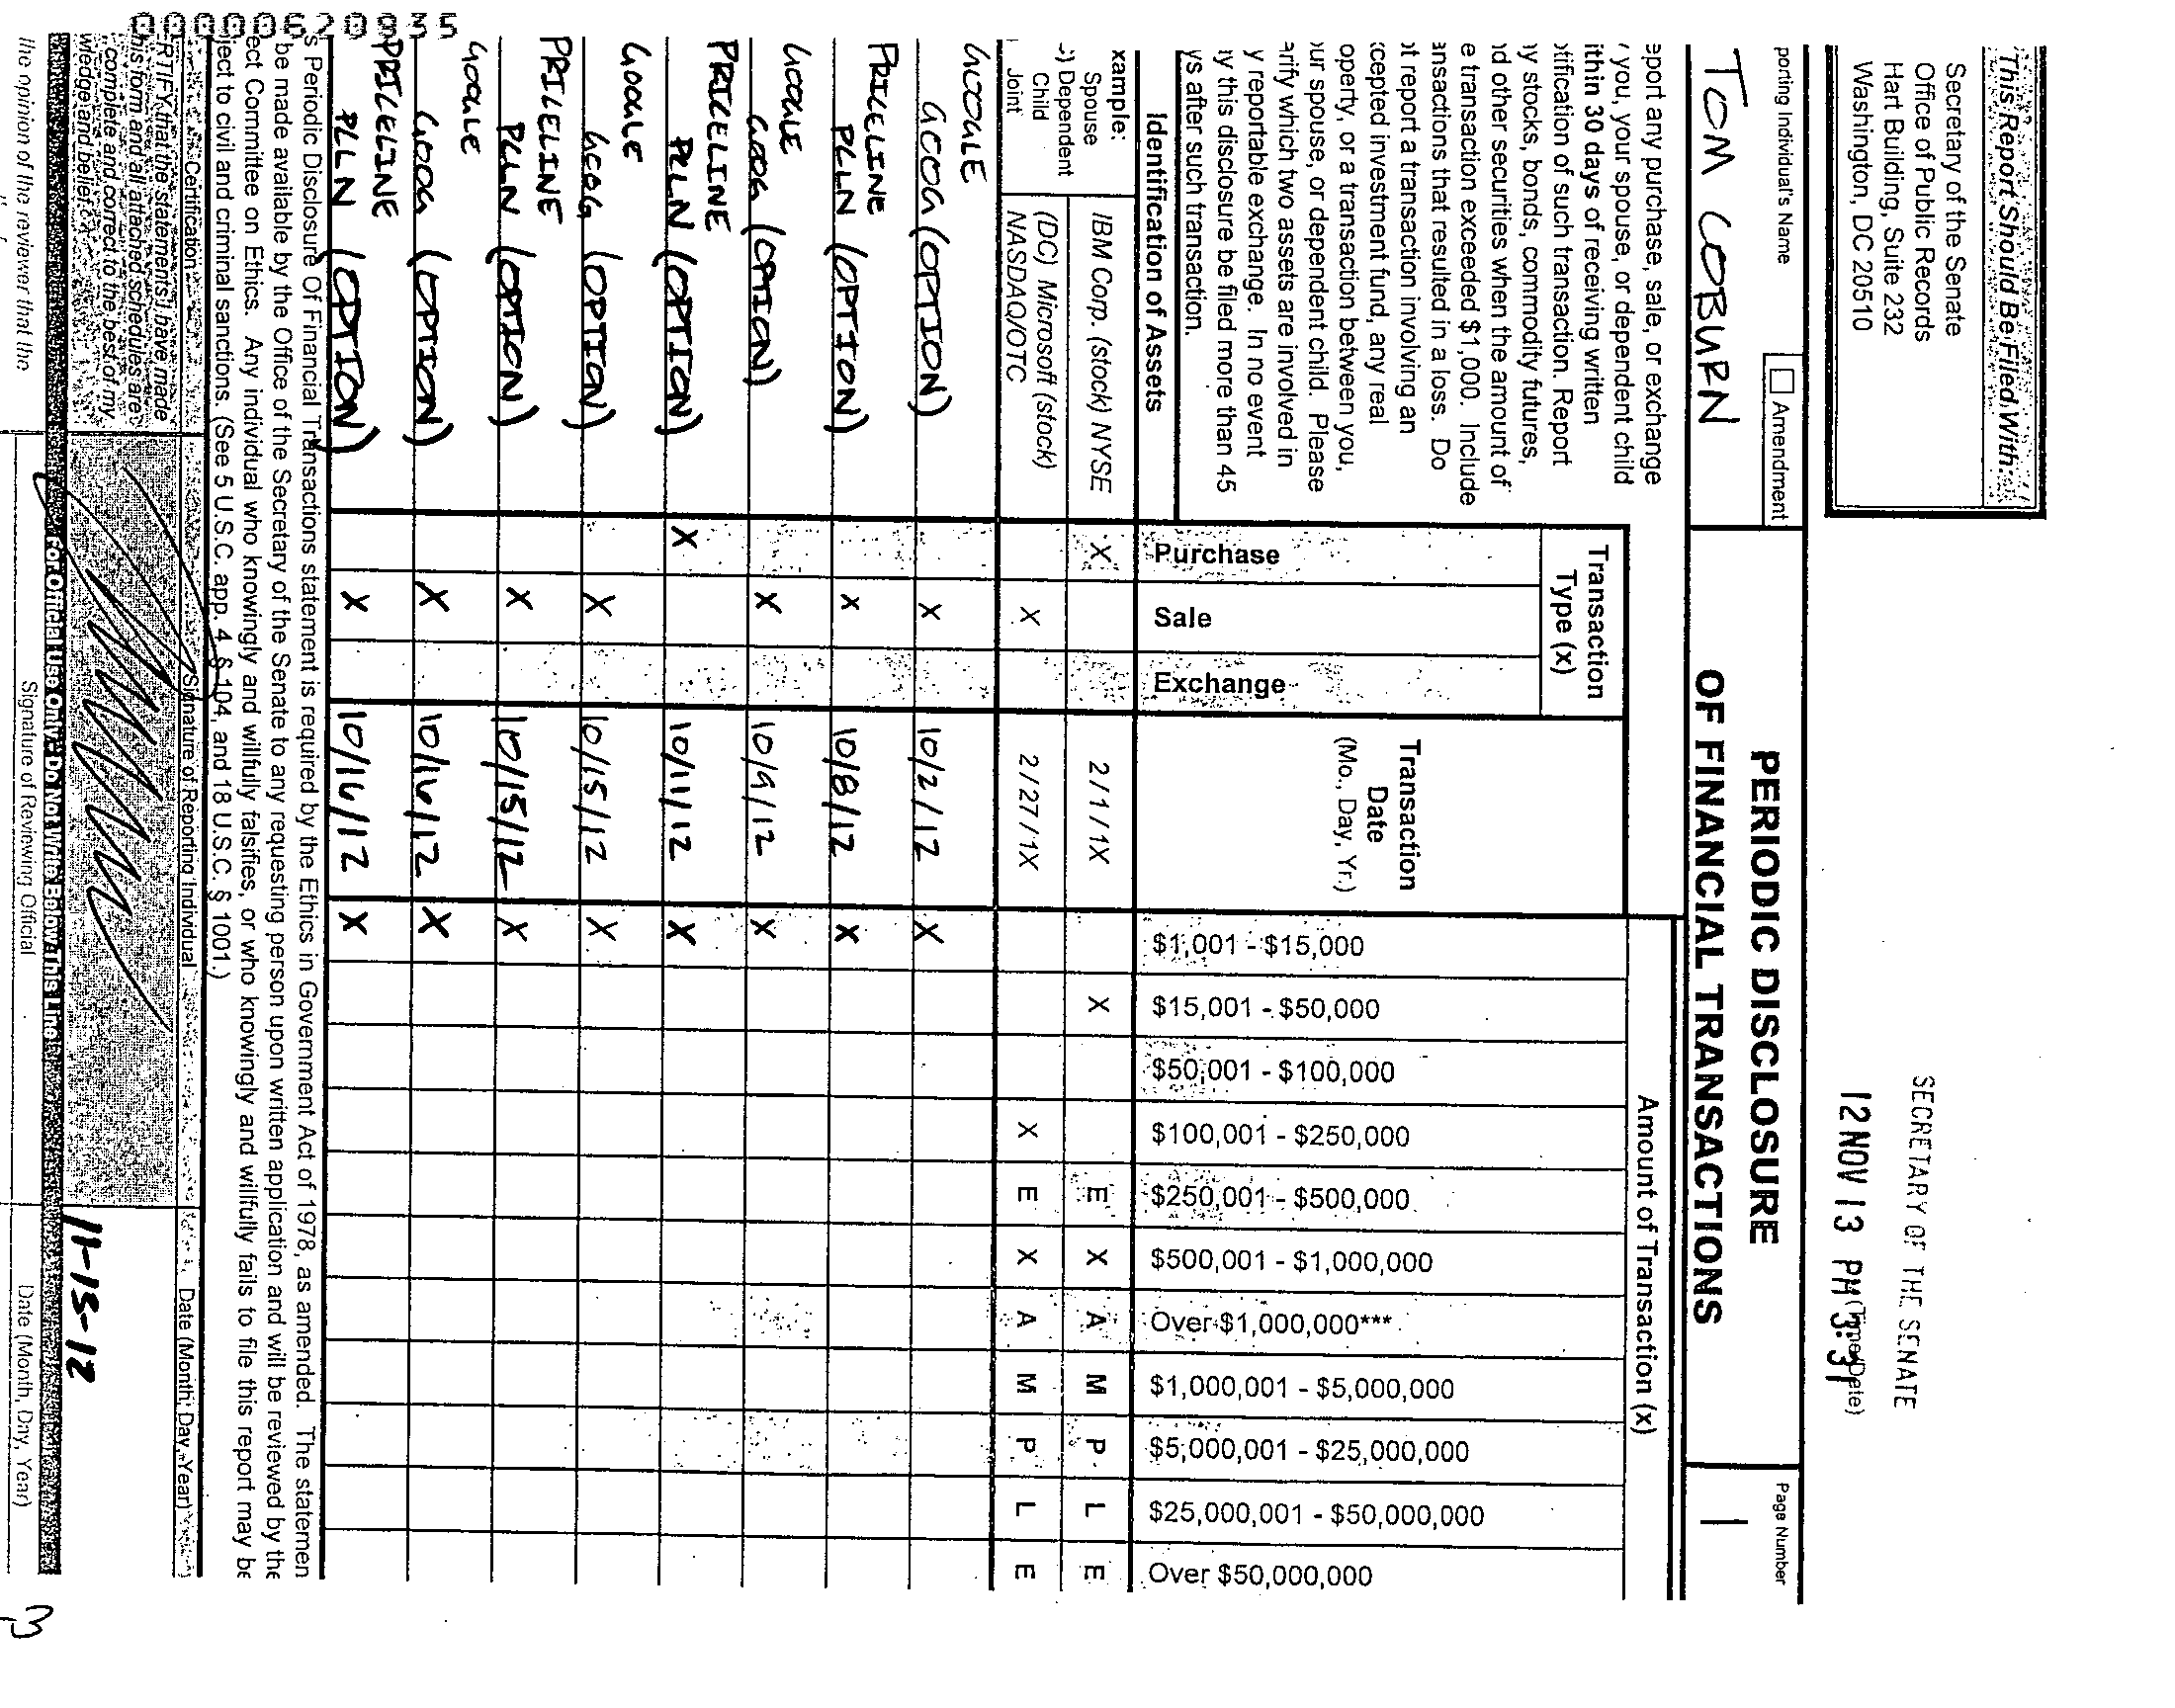 This Report Should Be Filed With:
Secretary of the Senate
Office of Public Records
Hart Building, Suite 232
Washington, DC 20510
SECRETARY OF THE SENATE
12 NOV 13 PM 3:31
PERIODIC DISCLOSURE
OF FINANCIAL TRANSACTIONS
porting Individual's Name
Amendment
TOM COBURN
Page Number
1
eport any purchase, sale, or exchange
you, your spouse, or dependent child
ithin 30 days of receiving written
otification of such transaction. Report
ny stocks, bonds, commodity futures,
nd other securities when the amount of
e transaction exceeded $1,000. Include
ansactions that resulted in a loss. Do
ot report a transaction involving an
xcepted investment fund, any real
operty, or a transaction between you,
our spouse, or dependent child. Please
arify which two assets are involved in
y reportable exchange. In no event
ty this disclosure be filed more than 45
ys after such transaction.
Identification of Assets
Transaction
Type (x)
Purchase
Sale
Exchange
Transaction
Date
(Mo., Day, Yr.)
Amount of Transaction (x)
$1,001 - $15,000
$15,001 - $50,000
$50,001 - $100,000
$100,001 - $250,000
$250,001 - $500,000
$500,001 - $1,000,000
Over $1,000,000***
$1,000,001 - $5,000,000
$5,000,001 - $25,000,000
$25,000,001 - $50,000,000
Over $50,000,000
xample:
Spouse
Dependent
Child
Joint
IBM Corp. (stock) NYSE X 2/1/1X X E X A M P L E
(DC) Microsoft (stock)
NASDAQ/OTC X 2/27/1X X E X A M P L E
GOOGLE
GOOG (OPTION) X 10/2/12 X
PRICELINE
PCLN (OPTION) X 10/8/12 X
GOOGLE
GOOG (OPTION) X 10/9/12 X
PRICELINE
PCLN (OPTION) X 10/11/12 X
GOOGLE
GOOG (OPTION) X 10/15/12 X
PRICELINE
PCLN (OPTION) X 10/15/12 X
GOOGLE
GOOG (OPTION) X 10/16/12 X
PRICELINE
PCLN (OPTION) X 10/16/12 X
s Periodic Disclosure Of Financial Transactions statement is required by the Ethics in Government Act of 1978, as amended. The statemen
be made available by the Office of the Secretary of the Senate to any requesting person upon written application and will be reviewed by the
ect Committee on Ethics. Any individual who knowingly and willfully falsifies, or who knowingly and willfully fails to file this report may be
ject to civil and criminal sanctions. (See 5 U.S.C. app. 4, § 104, and 18 U.S.C. § 1001.)
Certification
Signature of Reporting Individual
Date (Month, Day, Year)
RTIFY that the statements I have made
his form and all attached schedules are
complete and correct to the best of my
wledge and belief.
11-13-12
For Official Use Only - Do Not Write Below This Line
the opinion of the reviewer that the
Signature of Reviewing Official
Date (Month, Day, Year)
-3